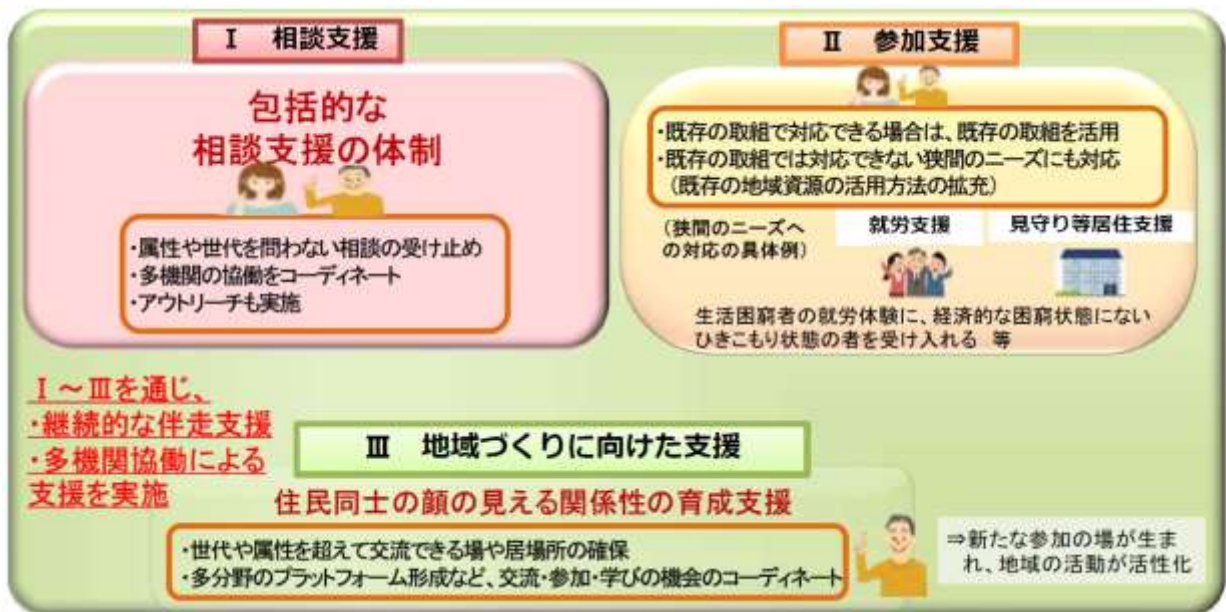 Ⅰ 相談支援
包括的な
相談支援の体制
・属性や世代を問わない相談の受け止め
・多機関の協働をコーディネート
・アウトリーチも実施
Ⅱ 参加支援
・既存の取組で対応できる場合は、既存の取組を活用
・既存の取組では対応できない狭間のニーズにも対応
（既存の地域資源の活用方法の拡充）
（狭間のニーズへ
の対応の具体例）
就労支援
見守り等居住支援
生活困窮者の就労体験に、経済的な困窮状態にない
ひきこもり状態の者を受け入れる 等
Ⅰ～Ⅲを通じ、
・継続的な伴走支援
・多機関協働による
支援を実施
Ⅲ 地域づくりに向けた支援
住民同士の顔の見える関係性の育成支援
・世代や属性を超えて交流できる場や居場所の確保
・多分野のプラットフォーム形成など、交流・参加・学びの機会のコーディネート
⇒新たな参加の場が生ま
れ、地域の活動が活性化